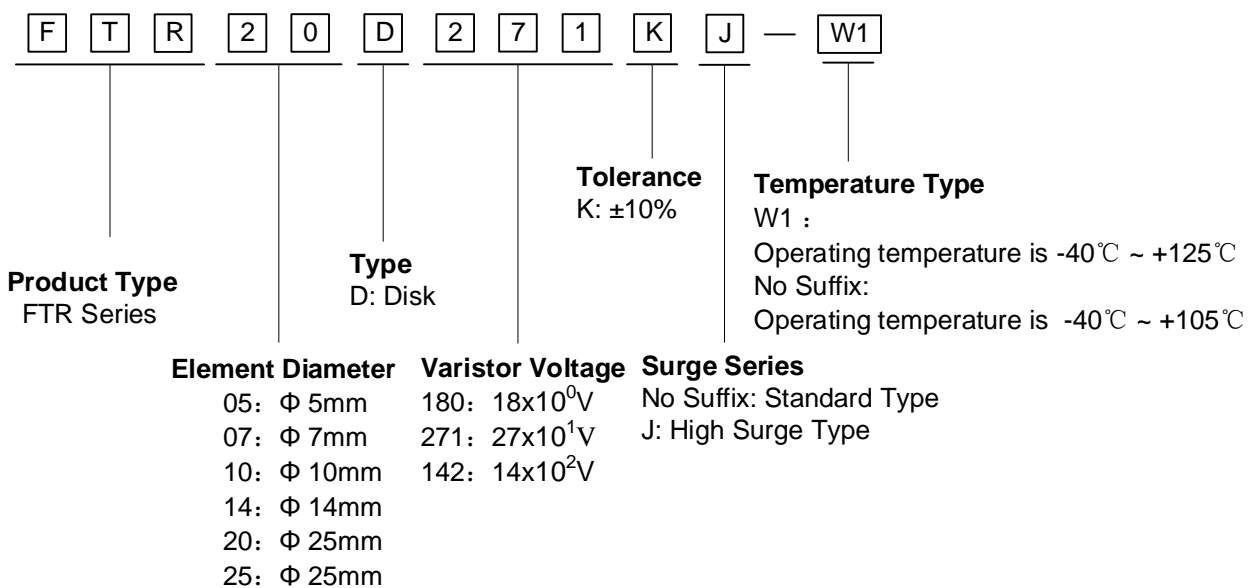 F T R 2 0 D 2 7 1 K J — W1
Tolerance
K: ±10%
Temperature Type
W1：
Operating temperature is -40℃ ~ +125℃
No Suffix:
Operating temperature is -40℃ ~ +105℃
Type
D: Disk
Product Type
FTR Series
Element Diameter
05：Φ 5mm
07：Φ 7mm
10：Φ 10mm
14：Φ 14mm
20：Φ 25mm
25：Φ 25mm
Varistor Voltage
180：18x10⁰V
271：27x10¹V
142：14x10²V
Surge Series
No Suffix: Standard Type
J: High Surge Type